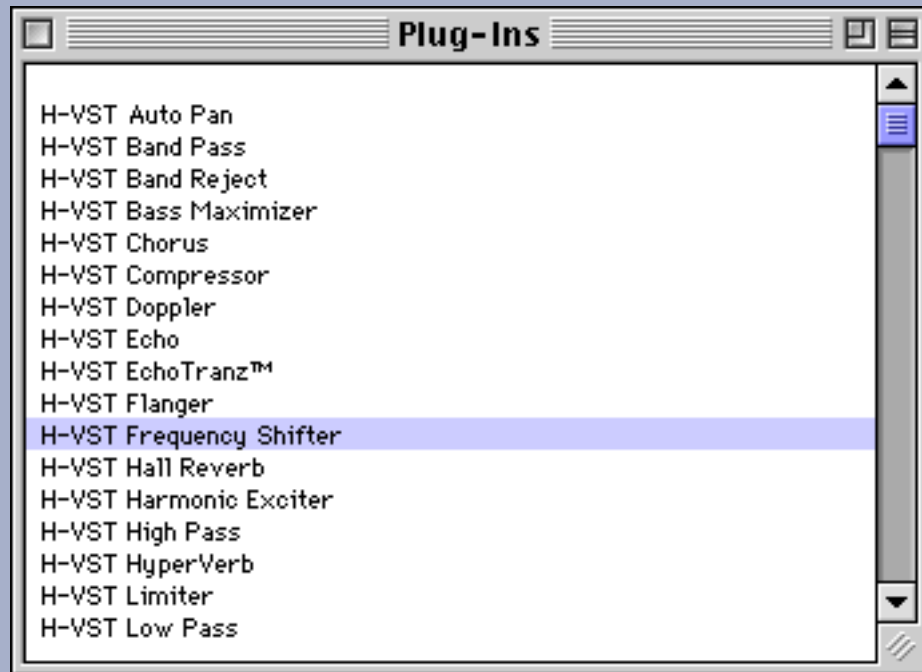 Plug-Ins
H-VST Auto Pan
H-VST Band Pass
H-VST Band Reject
H-VST Bass Maximizer
H-VST Chorus
H-VST Compressor
H-VST Doppler
H-VST Echo
H-VST EchoTranz™
H-VST Flanger
H-VST Frequency Shifter
H-VST Hall Reverb
H-VST Harmonic Exciter
H-VST High Pass
H-VST HyperVerb
H-VST Limiter
H-VST Low Pass